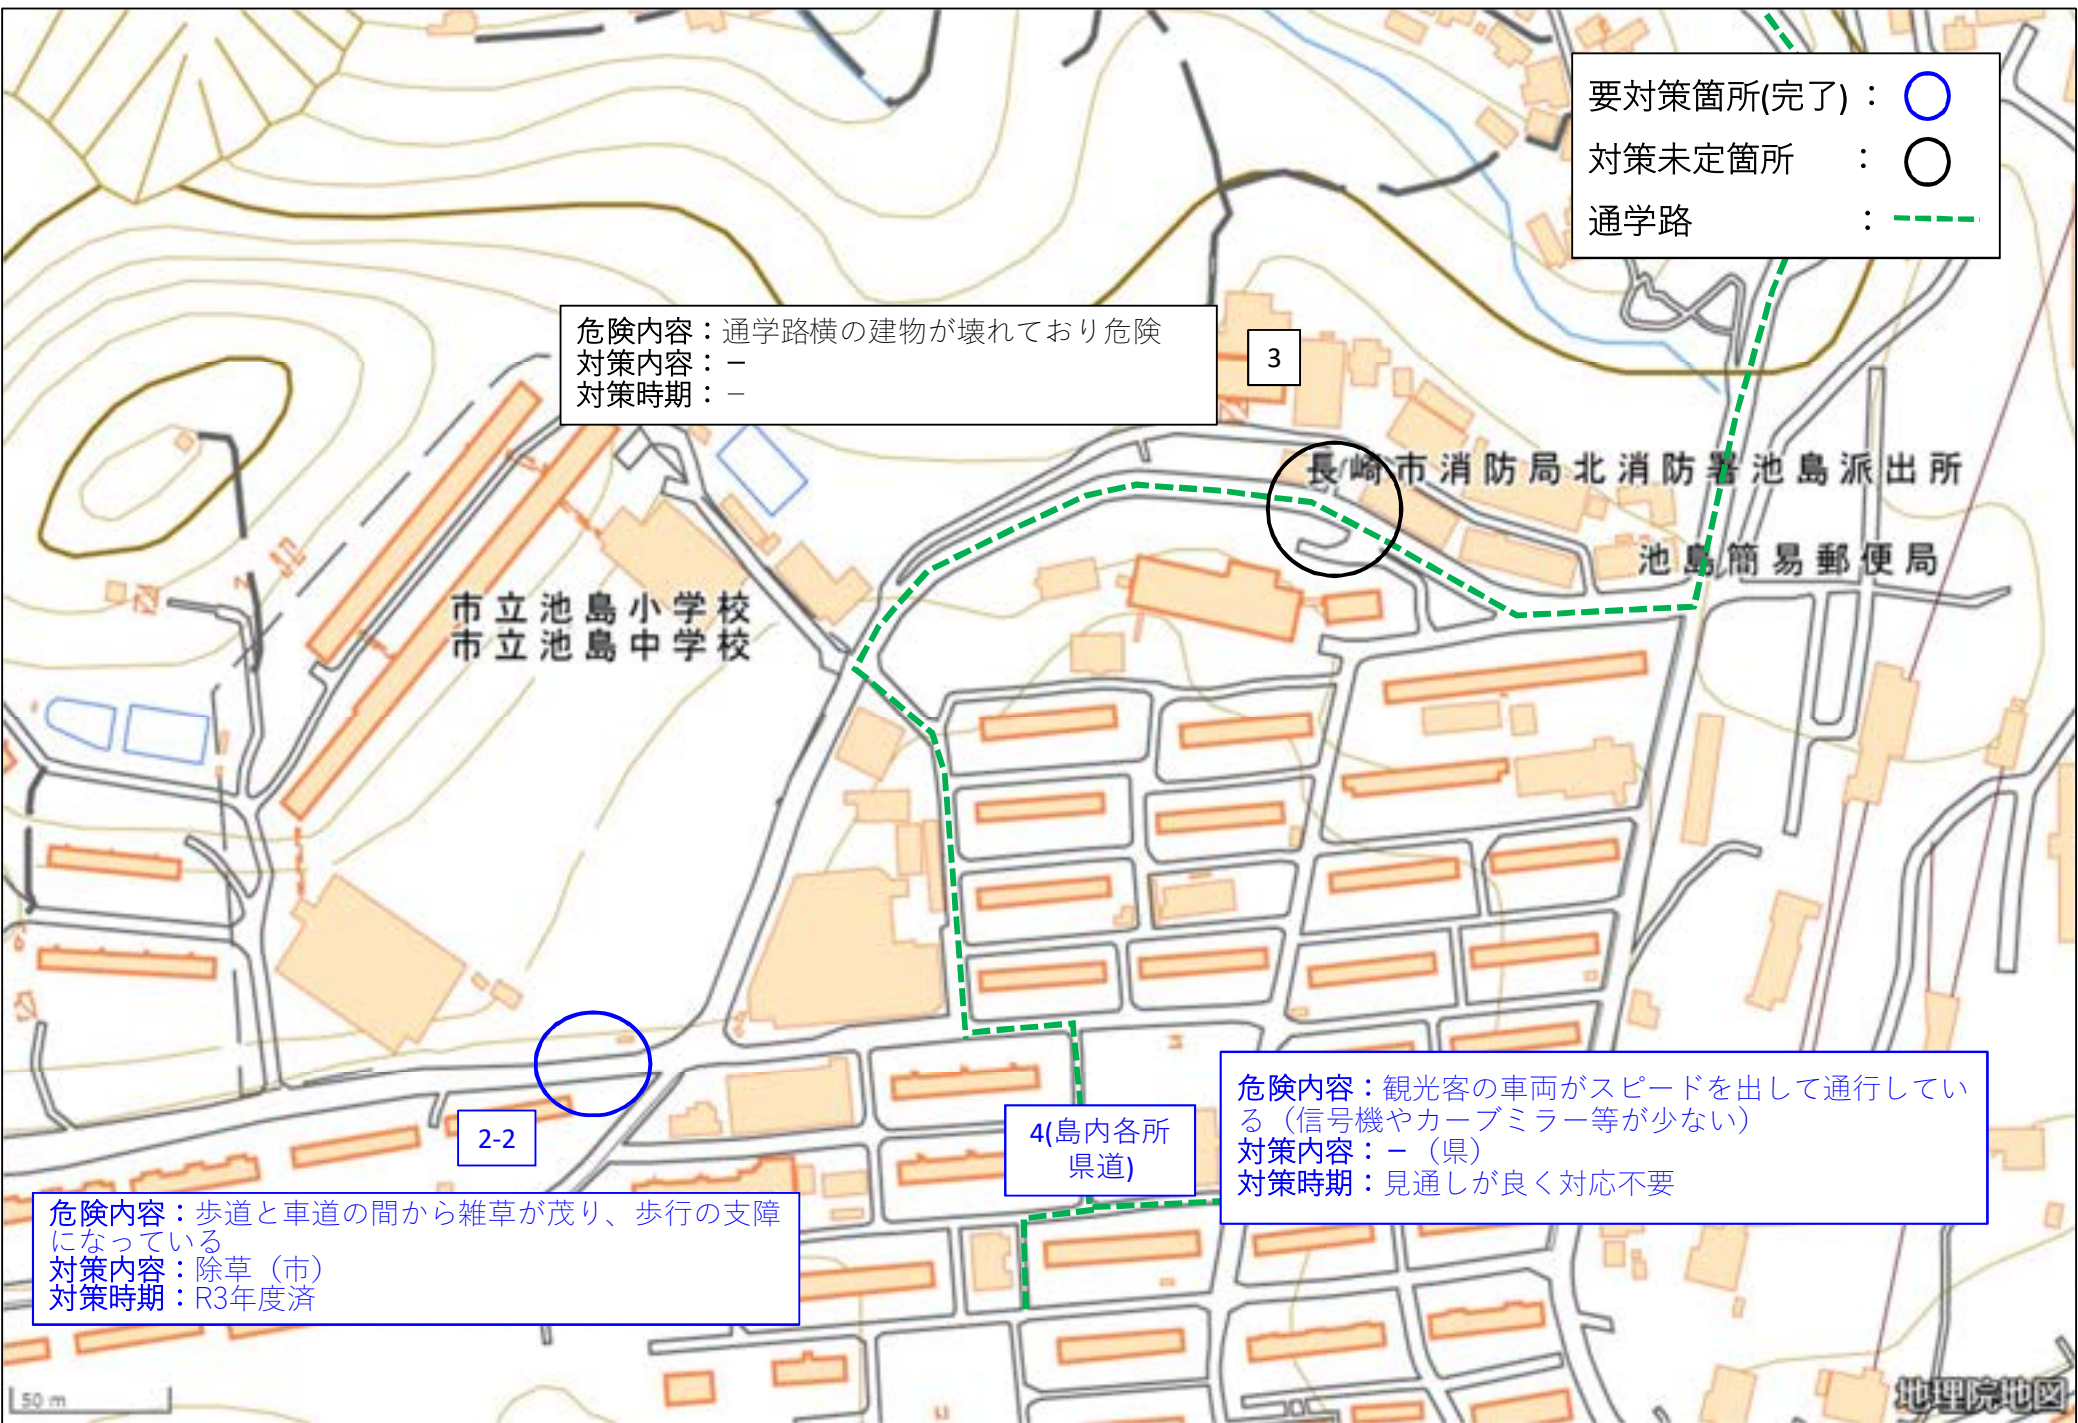 要対策箇所(完了)：
対策未定箇所　　：
通学路　　　　　：
危険内容：通学路横の建物が壊れており危険
対策内容：－
対策時期：－
3
長崎市消防局北消防署池島派出所
池島簡易郵便局
市立池島小学校
市立池島中学校
2-2
4(島内各所
県道)
危険内容：観光客の車両がスピードを出して通行してい
る（信号機やカーブミラー等が少ない）
対策内容：－（県）
対策時期：見通しが良く対応不要
危険内容：歩道と車道の間から雑草が茂り、歩行の支障
になっている
対策内容：除草（市）
対策時期：R3年度済
50 m
地理院地図